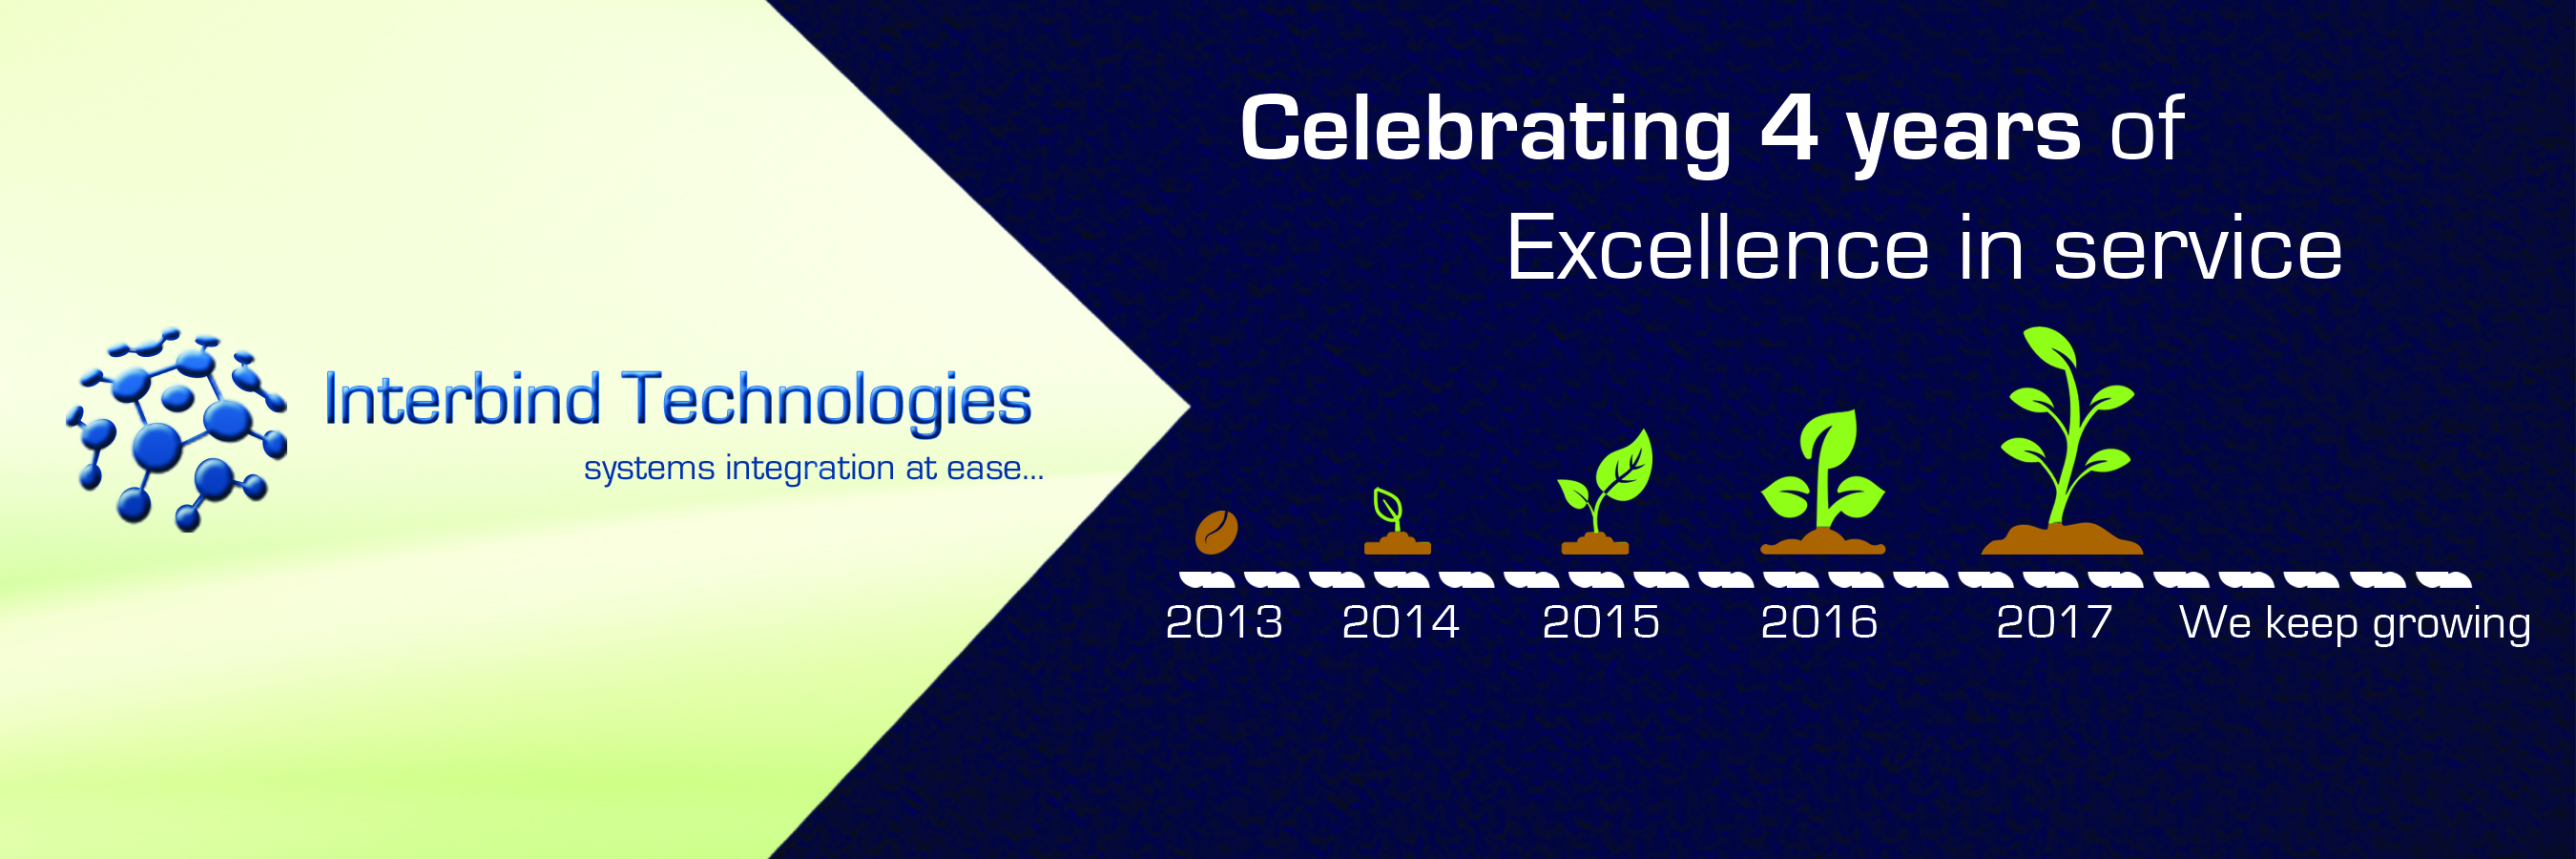 Interbind Technologies
systems integration at ease...
Celebrating 4 years of
Excellence in service
2013 2014 2015 2016 2017 We keep growing